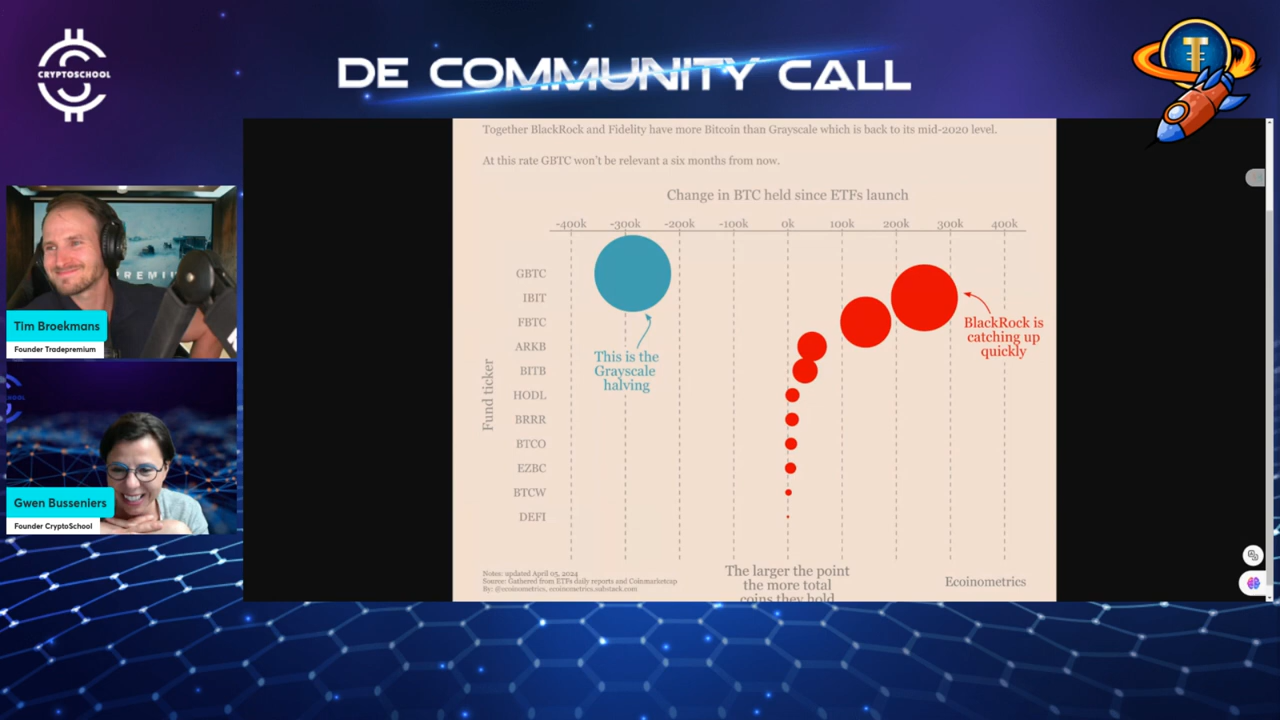 CRYPTOSCHOOL
DE COMMUNITY CALL
Together BlackRock and Fidelity have more Bitcoin than Grayscale which is back to its mid-2020 level.
At this rate GBTC won't be relevant a six months from now.
Change in BTC held since ETFs launch
-400k -300k -200k -100k 0k 100k 200k 300k 400k
Fund ticker
GBTC
IBIT
FBTC
ARKB
BITB
HODL
BRRR
BTCO
EZBC
BTCW
DEFI
This is the
Grayscale
halving
BlackRock is
catching up
quickly
Notes: updated April 05, 2024
Source: Gathered from ETFs daily reports and Coinmarketcap
By: @ecoinometrics, ecoinometrics.substack.com
The larger the point
the more total
coins they hold
Ecoinometrics
REMI
Tim Broekmans
Founder Tradepremium
Gwen Busseniers
Founder CryptoSchool